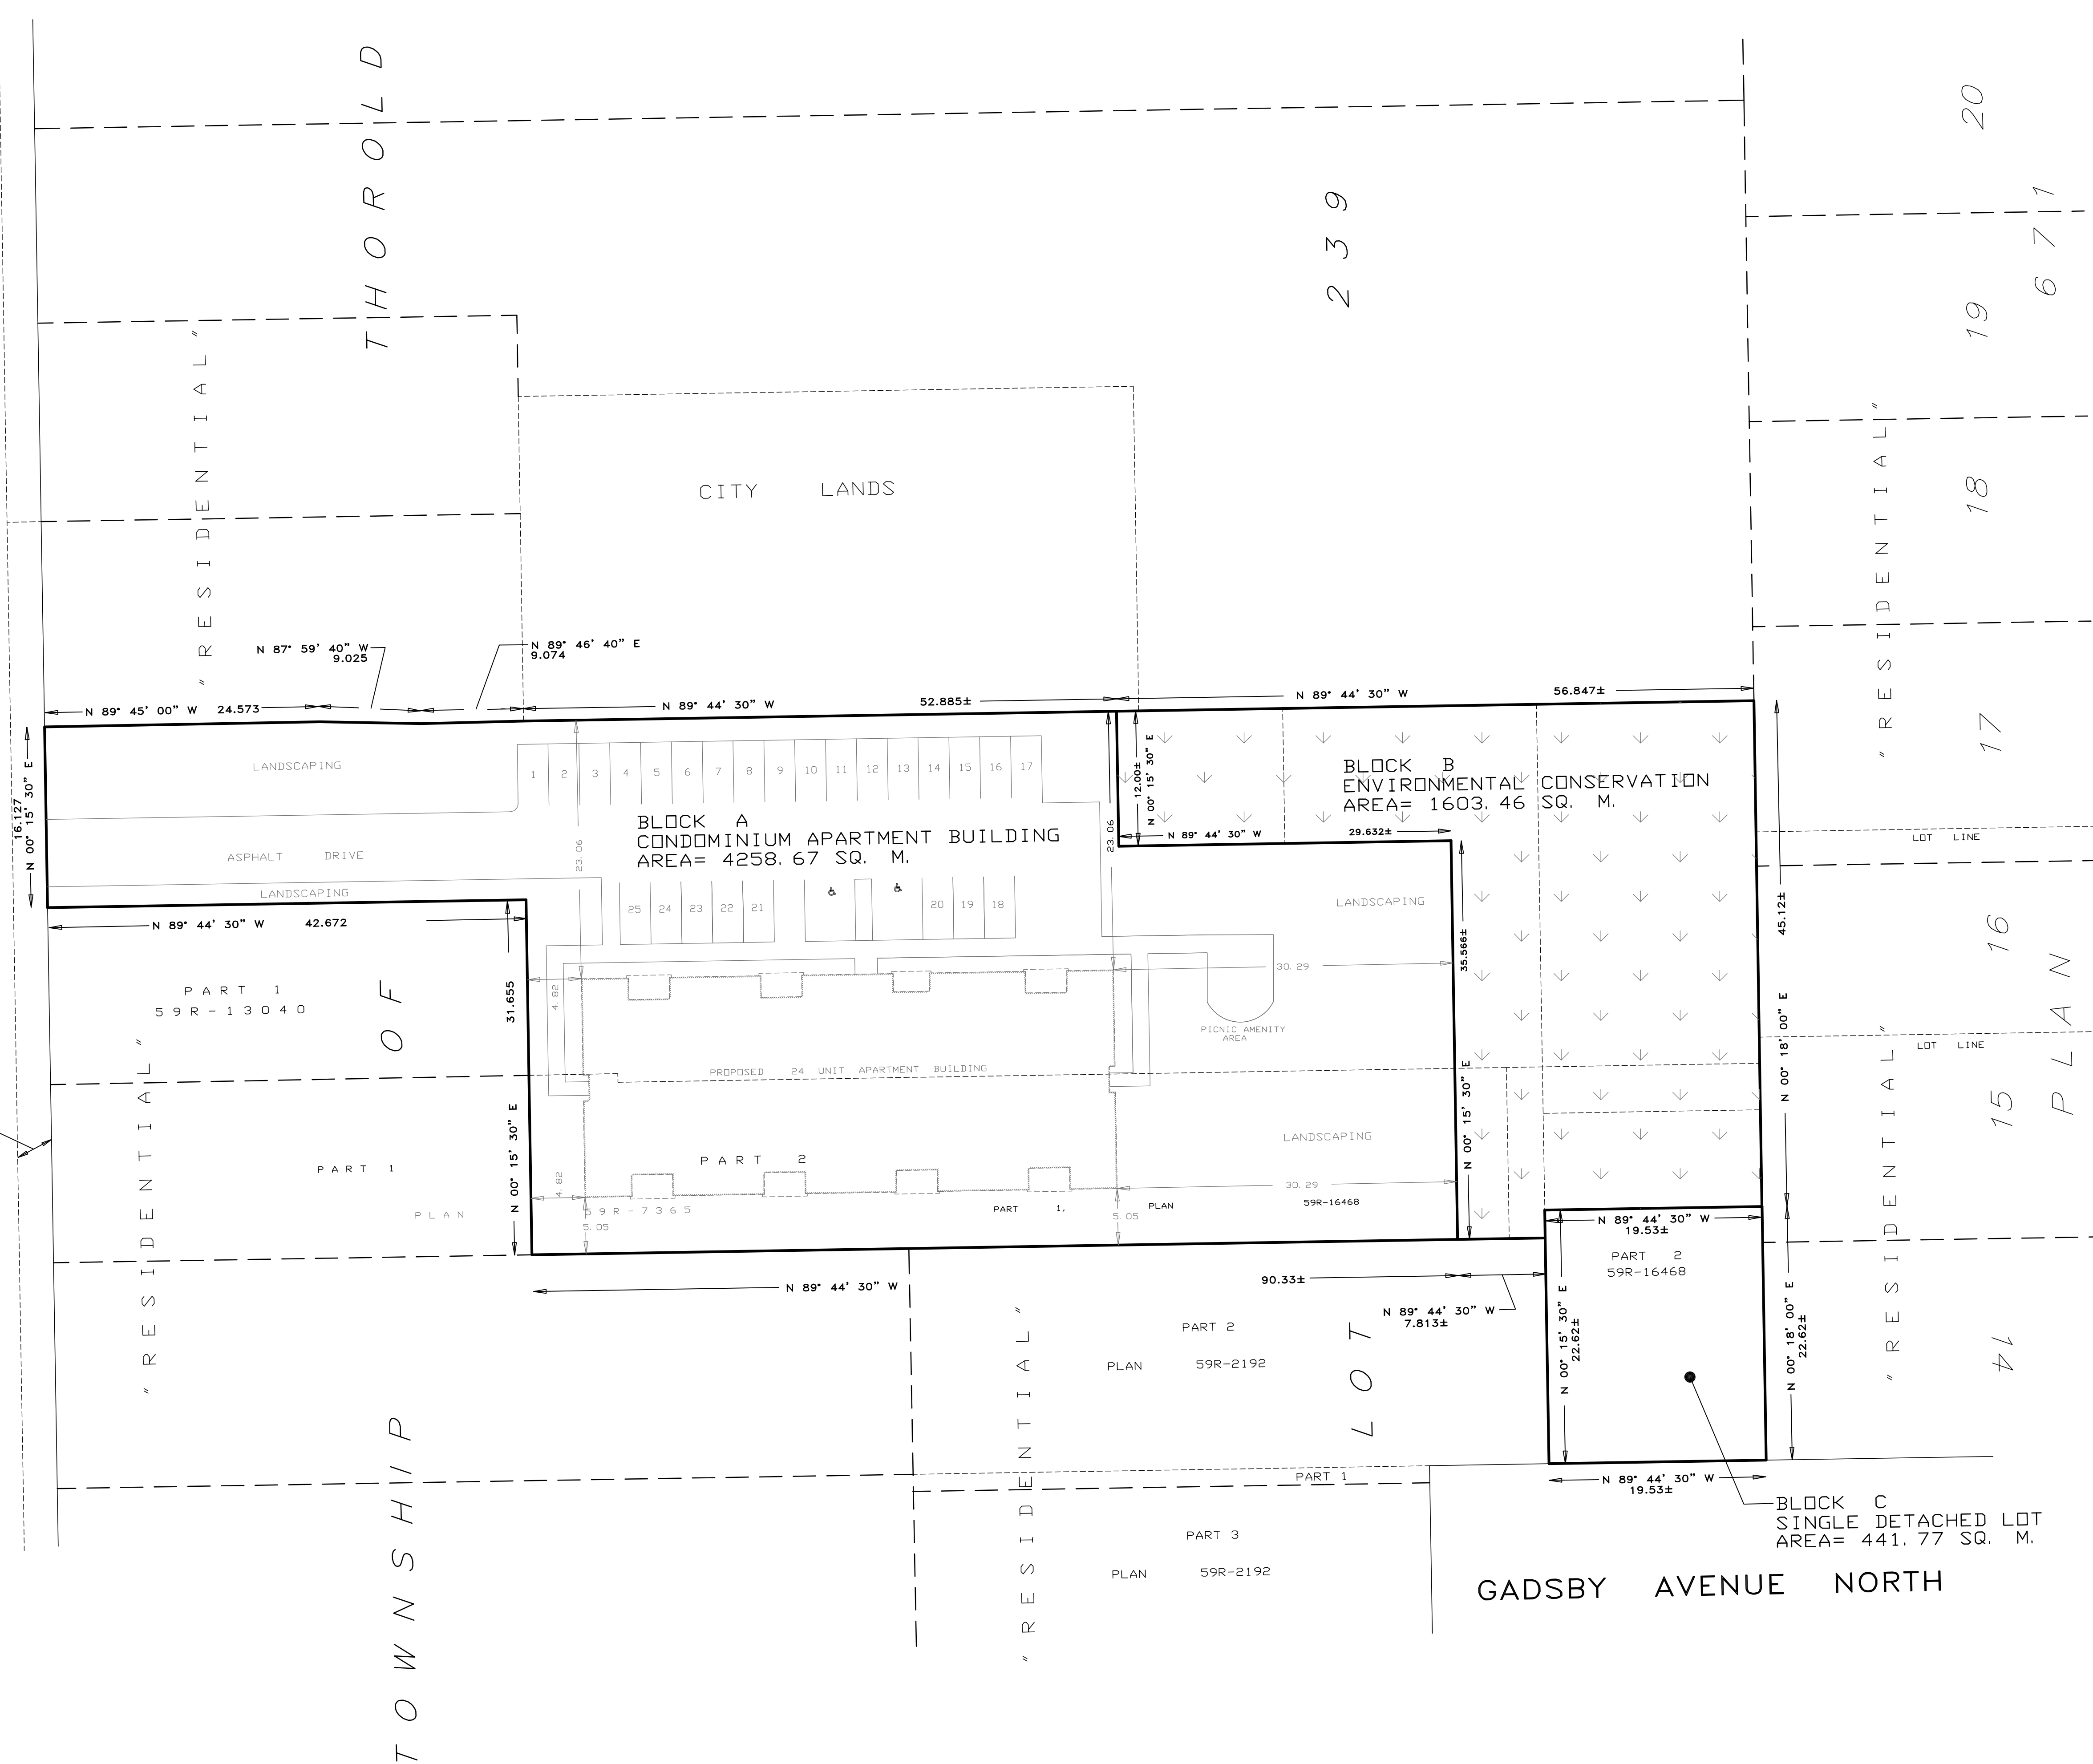 THOROLD
239
20
671
19
18
17
16
15
14
PLAN
"RESIDENTIAL"
"RESIDENTIAL"
CITY LANDS
N 87° 59' 40" W
9.025
N 89° 46' 40" E
9.074
N 89° 45' 00" W 24.573
N 89° 44' 30" W 52.885±
N 89° 44' 30" W 56.847±
16.127
N 00° 15' 30" E
LANDSCAPING
ASPHALT DRIVE
LANDSCAPING
1 2 3 4 5 6 7 8 9 10 11 12 13 14 15 16 17
23.06
23.06
12.00±
N 00° 15' 30" E
BLOCK A
CONDOMINIUM APARTMENT BUILDING
AREA= 4258.67 SQ. M.
BLOCK B
ENVIRONMENTAL CONSERVATION
AREA= 1603.46 SQ. M.
N 89° 44' 30" W 29.632±
LOT LINE
25 24 23 22 21 20 19 18
LANDSCAPING
N 89° 44' 30" W 42.672
45.12±
N 00° 18' 00" E
35.566±
N 00° 15' 30" E
31.655
N 00° 15' 30" E
PART 1
59R-13040
OF
4.82
30.29
PICNIC AMENITY
AREA
LOT LINE
PROPOSED 24 UNIT APARTMENT BUILDING
"RESIDENTIAL"
"RESIDENTIAL"
PART 1
PLAN
PART 2
59R-7365
LANDSCAPING
4.82
5.05
5.05
30.29
PART 1, PLAN 59R-16468
N 89° 44' 30" W
19.53±
PART 2
59R-16468
N 89° 44' 30" W 90.33±
N 89° 44' 30" W
7.813±
N 00° 15' 30" E
22.62±
N 00° 18' 00" E
22.62±
"RESIDENTIAL"
PART 2
PLAN 59R-2192
LOT
TOWNSHIP
PART 1
N 89° 44' 30" W
19.53±
PART 3
PLAN 59R-2192
BLOCK C
SINGLE DETACHED LOT
AREA= 441.77 SQ. M.
GADSBY AVENUE NORTH